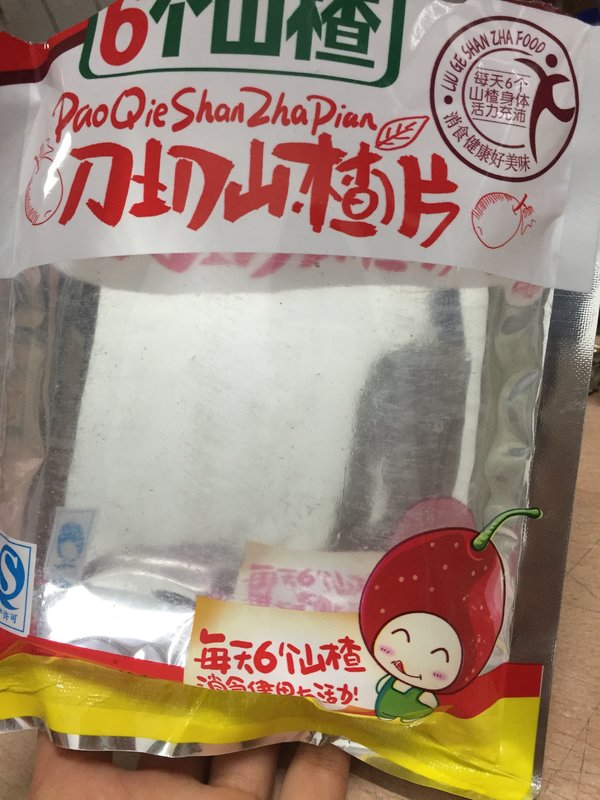 6个山楂
LIU GE SHAN ZHA FOOD
每天6个
山楂身体
活力充沛
消食健康好美味
DaoQieShanZhaPian
刀切山楂片
每天6个山楂